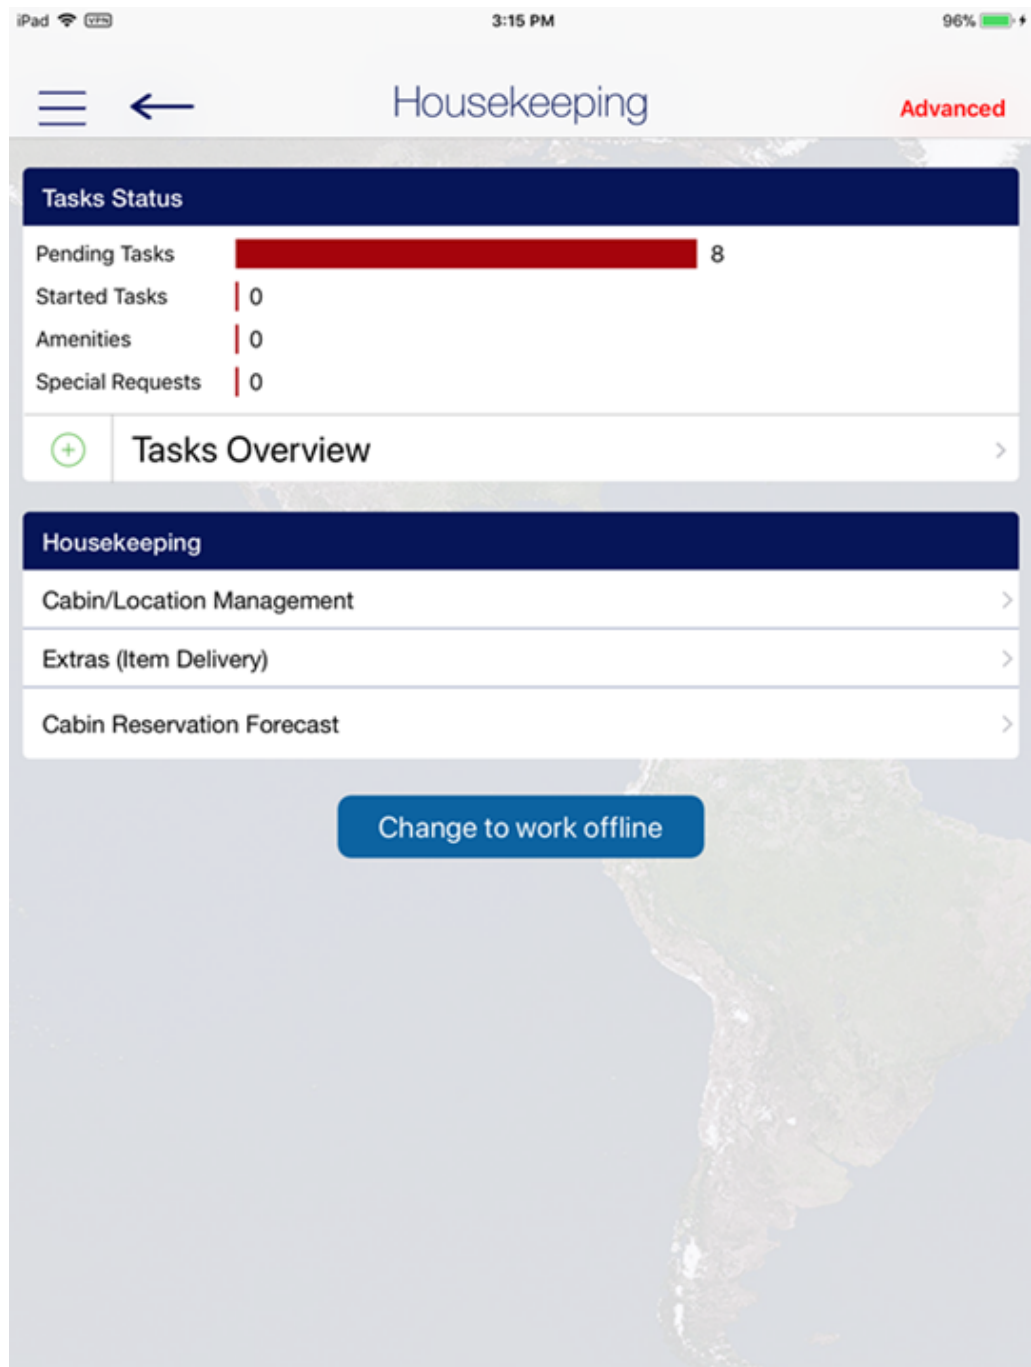 iPad VPN 3:15 PM 96%
Housekeeping Advanced
Tasks Status
Pending Tasks 8
Started Tasks 0
Amenities 0
Special Requests 0
Tasks Overview
Housekeeping
Cabin/Location Management
Extras (Item Delivery)
Cabin Reservation Forecast
Change to work offline